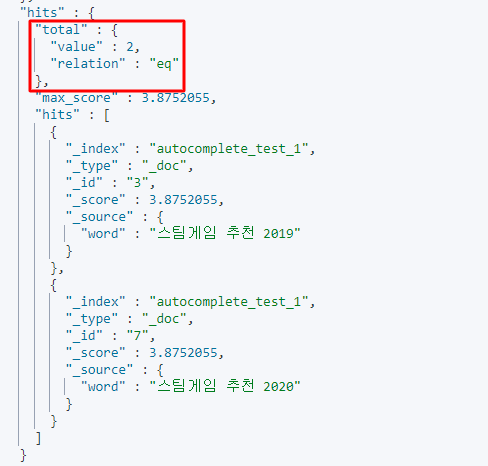 "hits" : {
"total" : {
"value" : 2,
"relation" : "eq"
},
"max_score" : 3.8752055,
"hits" : [
{
"_index" : "autocomplete_test_1",
"_type" : "_doc",
"_id" : "3",
"_score" : 3.8752055,
"_source" : {
"word" : "스팀게임 추천 2019"
}
},
{
"_index" : "autocomplete_test_1",
"_type" : "_doc",
"_id" : "7",
"_score" : 3.8752055,
"_source" : {
"word" : "스팀게임 추천 2020"
}
}
]
}